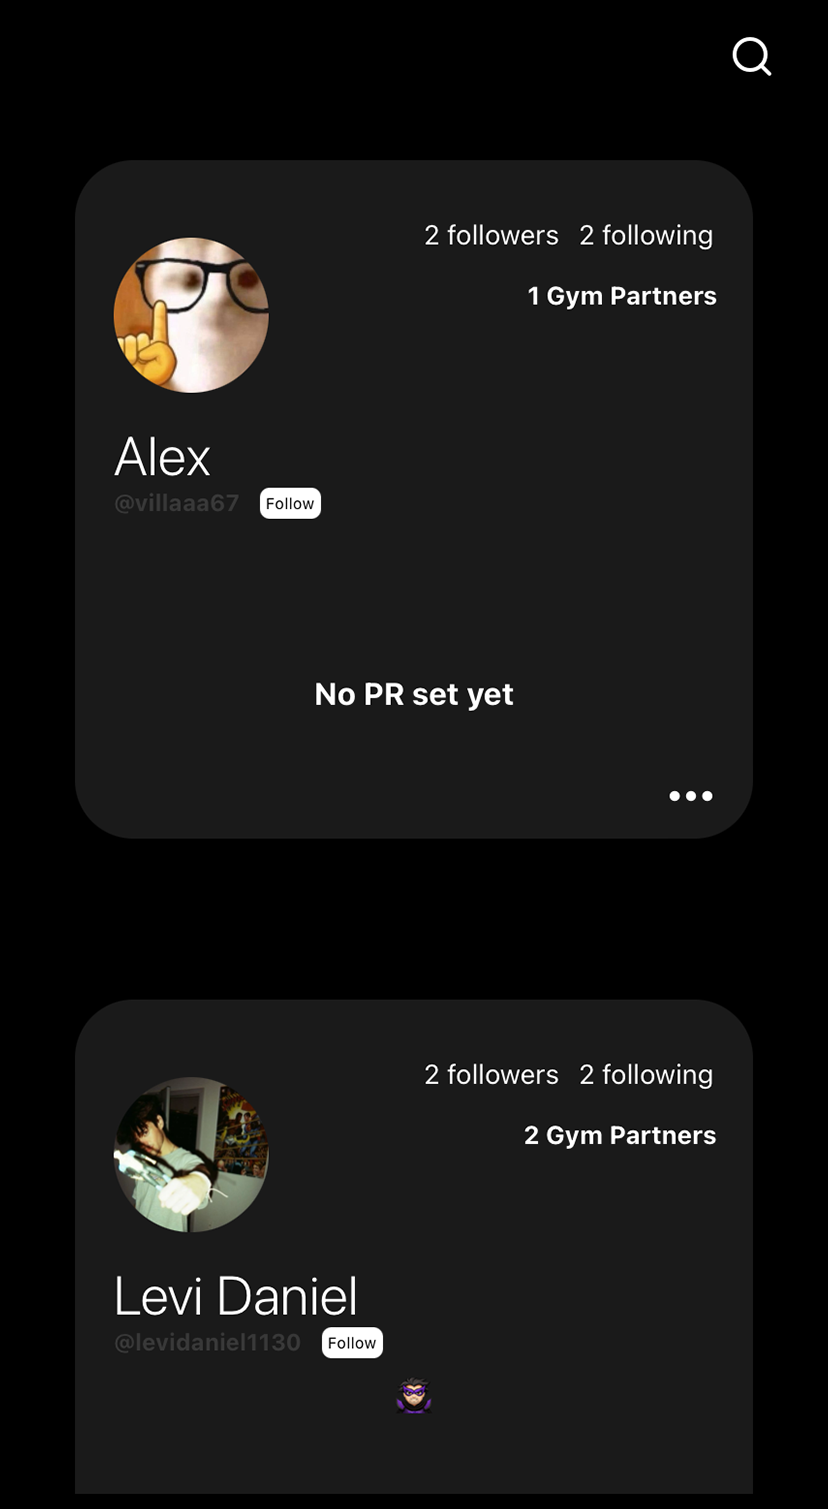 2 followers 2 following
1 Gym Partners
Alex
@villaaa67 Follow
No PR set yet
2 followers 2 following
2 Gym Partners
Levi Daniel
@levidaniel1130 Follow